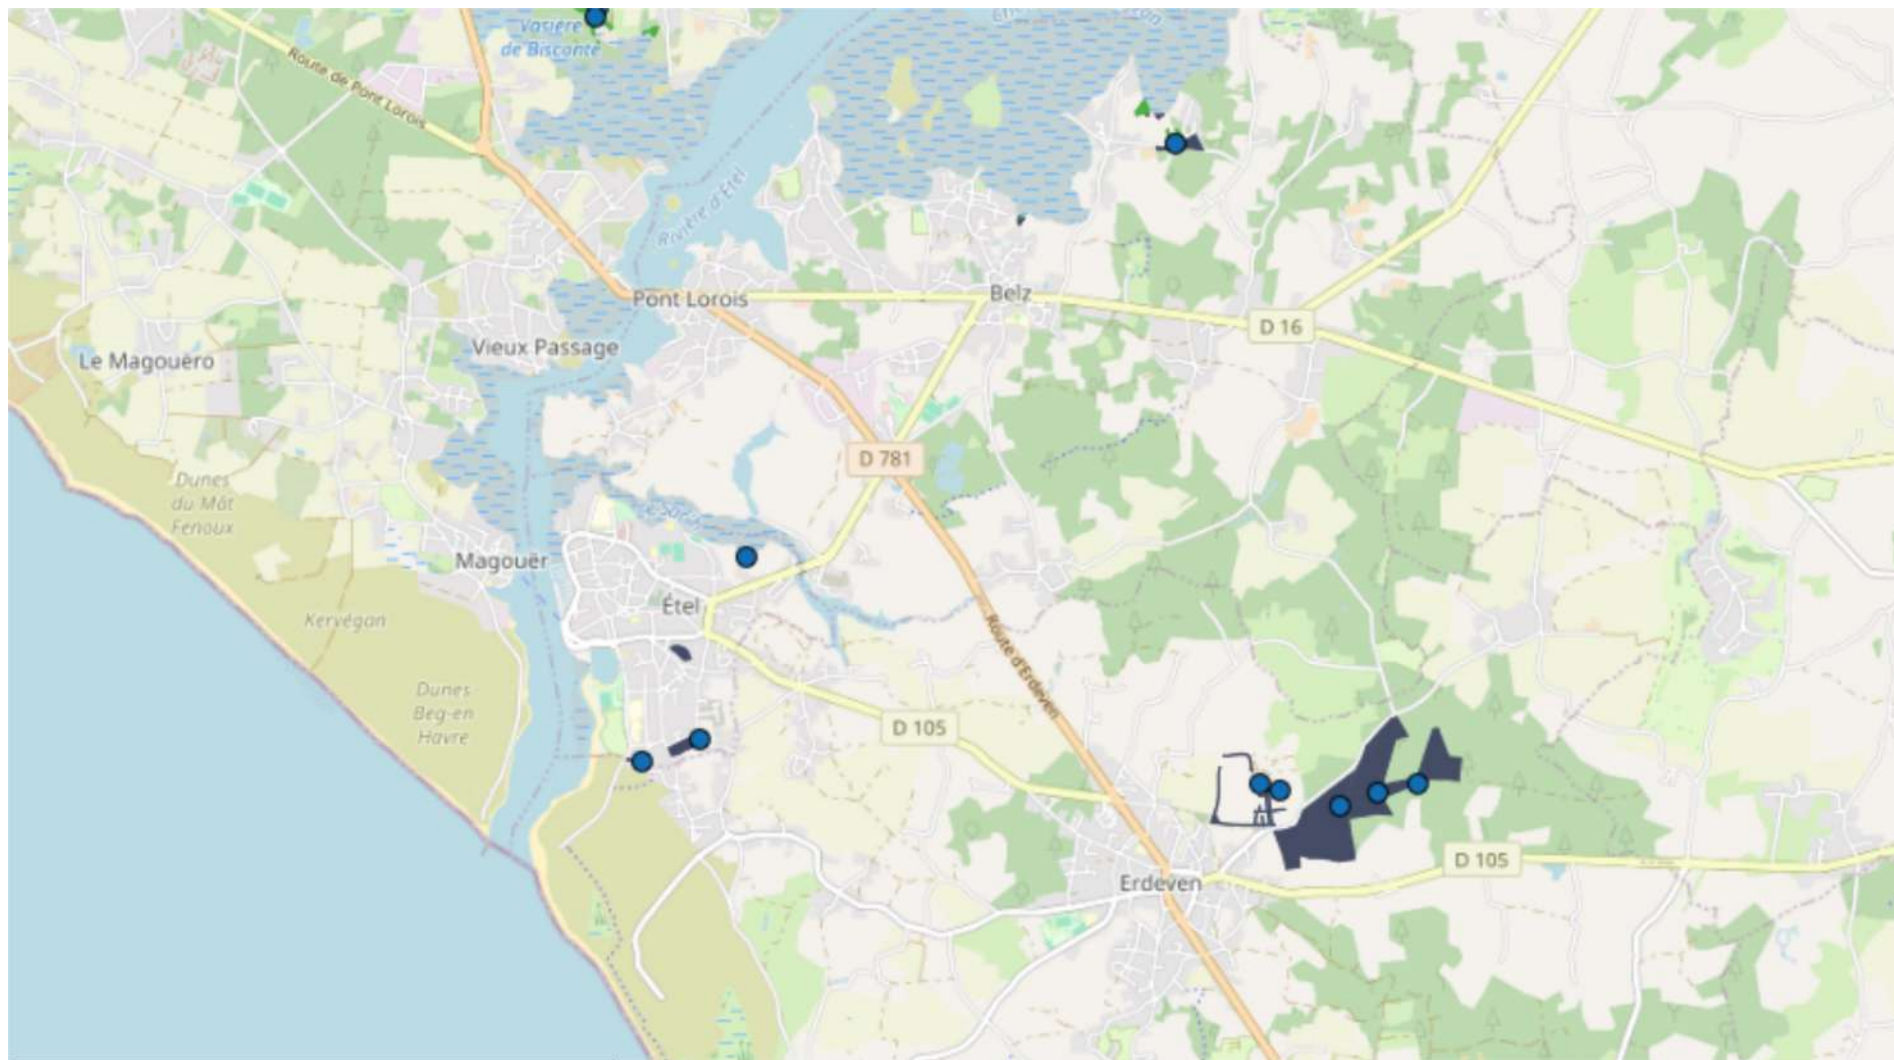 Vasière
de Bisconte
Route de Pont Lorois
Rivière d'Étel
Pont Lorois
Belz
D 16
Vieux Passage
Le Magouëro
D 781
Dunes
du Mât
Fenoux
Magouër
Étel
Kervégan
Route d'Erdeven
Dunes
Beg-en
Havre
D 105
D 105
Erdeven